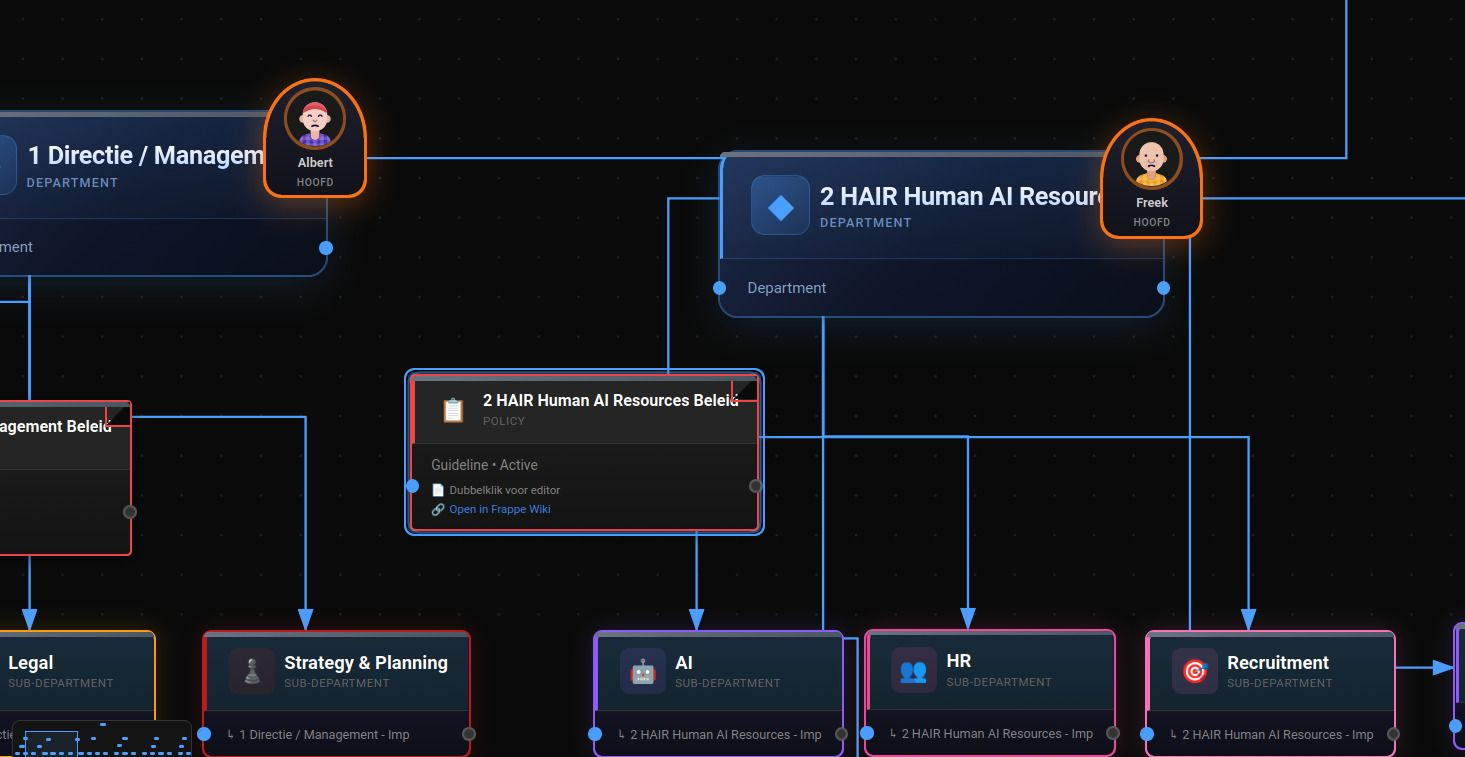 Albert
HOOFD
1 Directie / Managem
DEPARTMENT
ment
Freek
HOOFD
2 HAIR Human AI Resour
DEPARTMENT
Department
2 HAIR Human AI Resources Beleid
POLICY
Guideline • Active
Dubbelklik voor editor
Open in Frappe Wiki
agement Beleid
Legal
SUB-DEPARTMENT
Strategy & Planning
SUB-DEPARTMENT
↳ 1 Directie / Management - Imp
AI
SUB-DEPARTMENT
↳ 2 HAIR Human AI Resources - Imp
HR
SUB-DEPARTMENT
↳ 2 HAIR Human AI Resources - Imp
Recruitment
SUB-DEPARTMENT
↳ 2 HAIR Human AI Resources - Imp